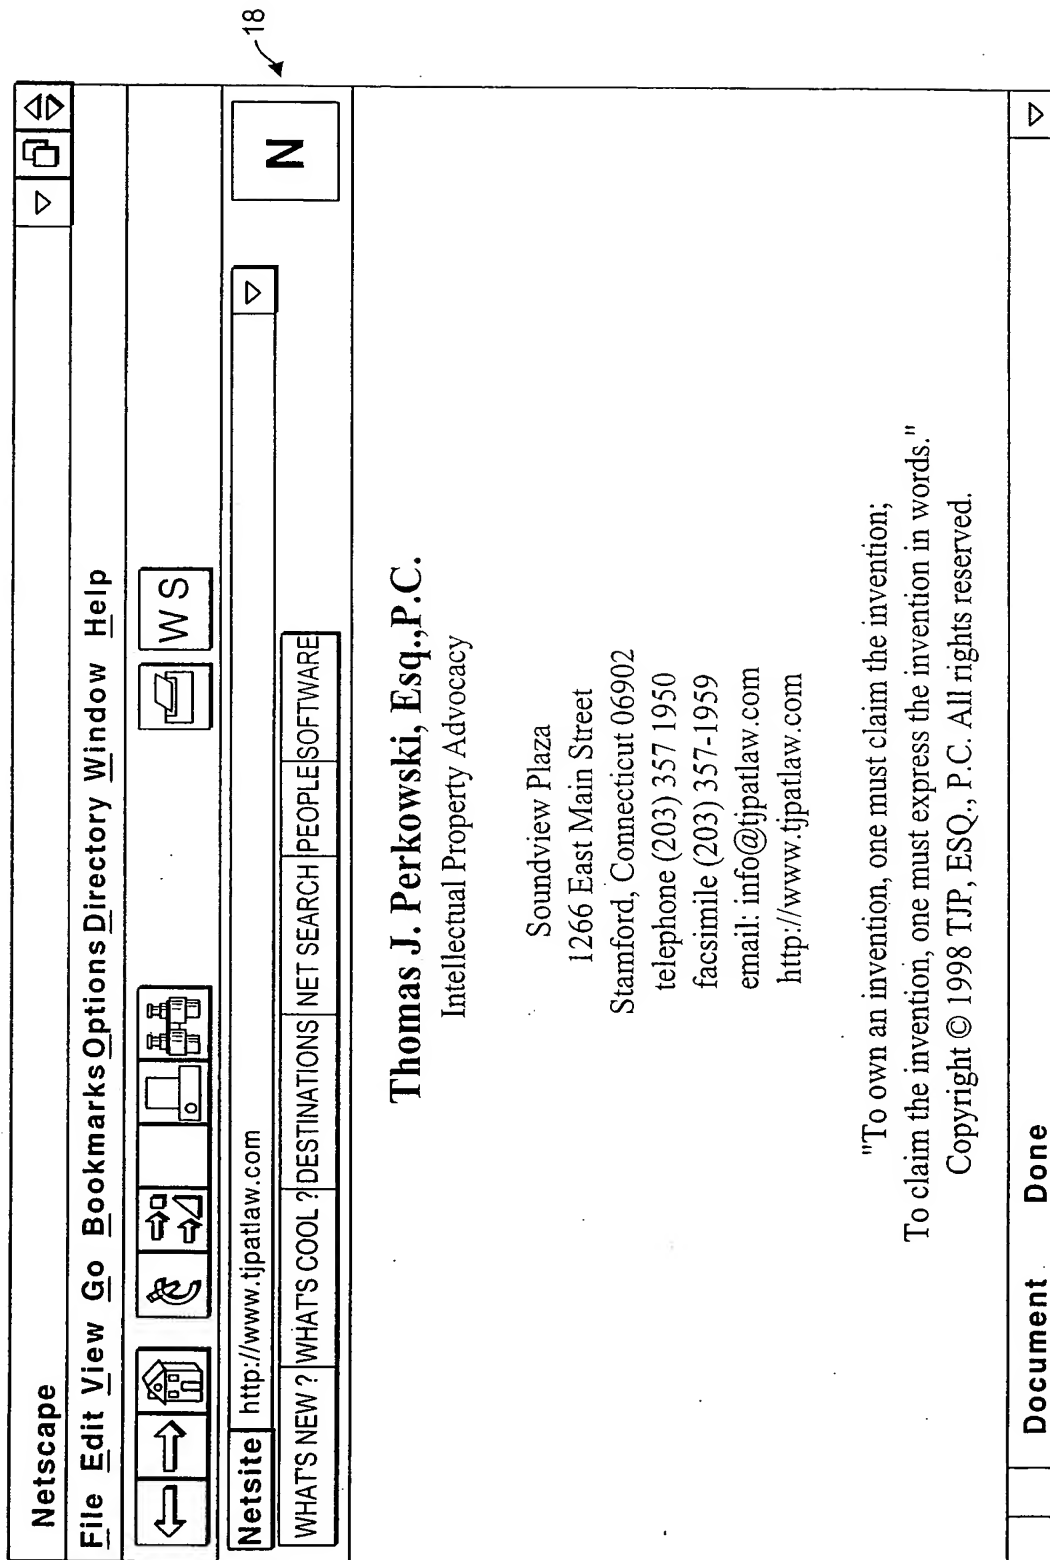 Netscape
File Edit View Go Bookmarks Options Directory Window Help
W S
Netsite http://www.tjpatlaw.com
N
18
WHAT'S NEW ? WHAT'S COOL ? DESTINATIONS NET SEARCH PEOPLE SOFTWARE
Thomas J. Perkowski, Esq.,P.C.
Intellectual Property Advocacy
Soundview Plaza
1266 East Main Street
Stamford, Connecticut 06902
telephone (203) 357 1950
facsimile (203) 357-1959
email: info@tjpatlaw.com
http://www.tjpatlaw.com
"To own an invention, one must claim the invention;
To claim the invention, one must express the invention in words."
Copyright © 1998 TJP, ESQ., P.C. All rights reserved.
Document Done